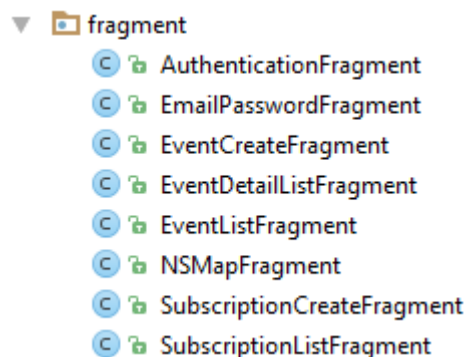 fragment
C AuthenticationFragment
C EmailPasswordFragment
C EventCreateFragment
C EventDetailListFragment
C EventListFragment
C NSMapFragment
C SubscriptionCreateFragment
C SubscriptionListFragment